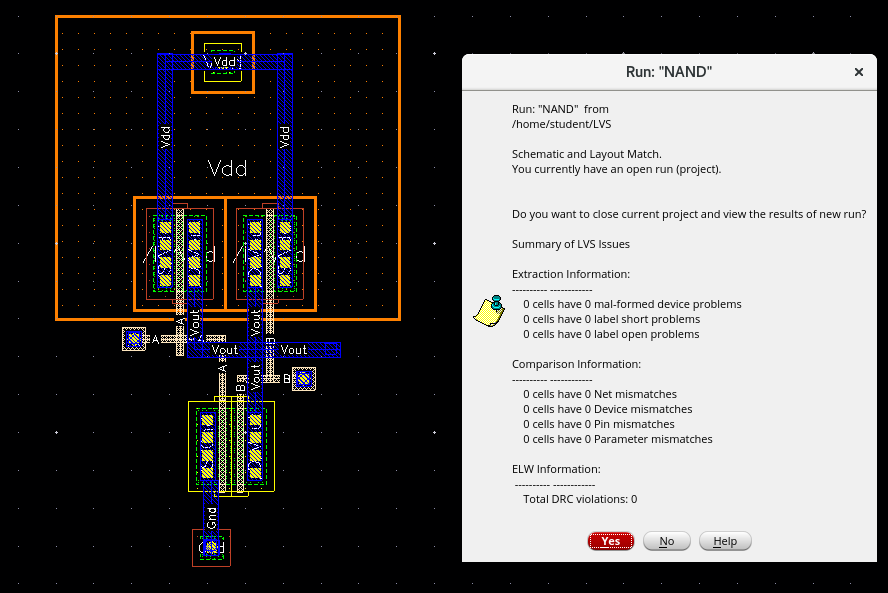 Vdd
Vdd
Vdd
Vdd
A
Vout
Vout
B
A
Vout
Vout
A
Vout
B
B
Gnd
Run: "NAND"
×
Run: "NAND" from
/home/student/LVS
Schematic and Layout Match.
You currently have an open run (project).
Do you want to close current project and view the results of new run?
Summary of LVS Issues
Extraction Information:
---------- ------------
0 cells have 0 mal-formed device problems
0 cells have 0 label short problems
0 cells have 0 label open problems
Comparison Information:
---------- ------------
0 cells have 0 Net mismatches
0 cells have 0 Device mismatches
0 cells have 0 Pin mismatches
0 cells have 0 Parameter mismatches
ELW Information:
---------- ------------
Total DRC violations: 0
Yes
No
Help